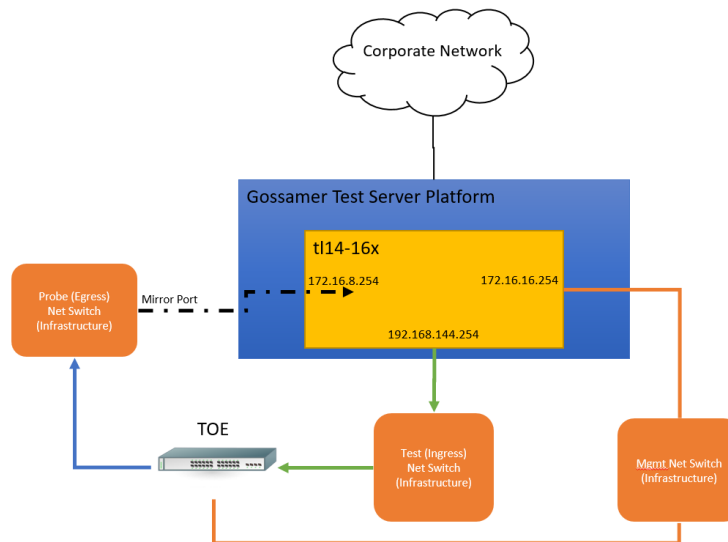 Corporate Network
Gossamer Test Server Platform
tl14-16x
172.16.8.254
172.16.16.254
192.168.144.254
Probe (Egress)
Net Switch
(Infrastructure)
Mirror Port
TOE
Test (Ingress)
Net Switch
(Infrastructure)
Mgmt Net Switch
(Infrastructure)